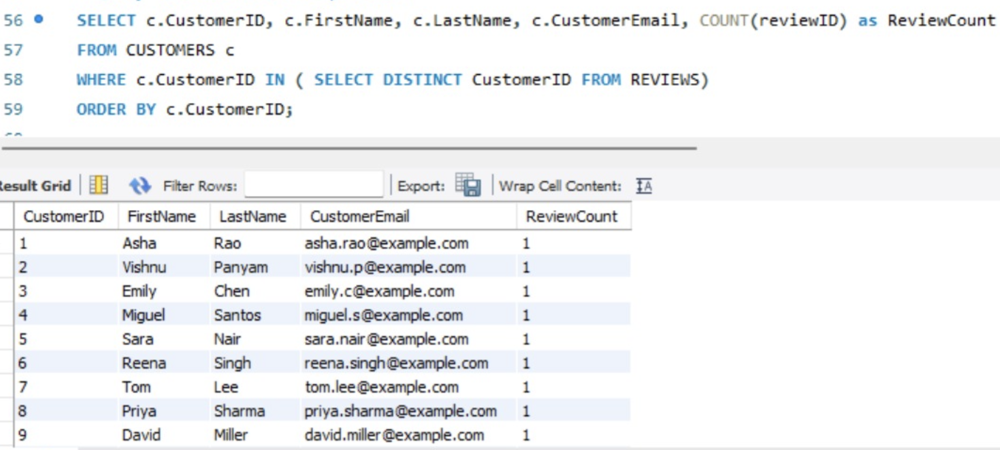 56 SELECT c.CustomerID, c.FirstName, c.LastName, c.CustomerEmail, COUNT(reviewID) as ReviewCount
57 FROM CUSTOMERS c
58 WHERE c.CustomerID IN ( SELECT DISTINCT CustomerID FROM REVIEWS)
59 ORDER BY c.CustomerID;
Result Grid Filter Rows: Export: Wrap Cell Content:
CustomerID FirstName LastName CustomerEmail ReviewCount
1 Asha Rao asha.rao@example.com 1
2 Vishnu Panyam vishnu.p@example.com 1
3 Emily Chen emily.c@example.com 1
4 Miguel Santos miguel.s@example.com 1
5 Sara Nair sara.nair@example.com 1
6 Reena Singh reena.singh@example.com 1
7 Tom Lee tom.lee@example.com 1
8 Priya Sharma priya.sharma@example.com 1
9 David Miller david.miller@example.com 1